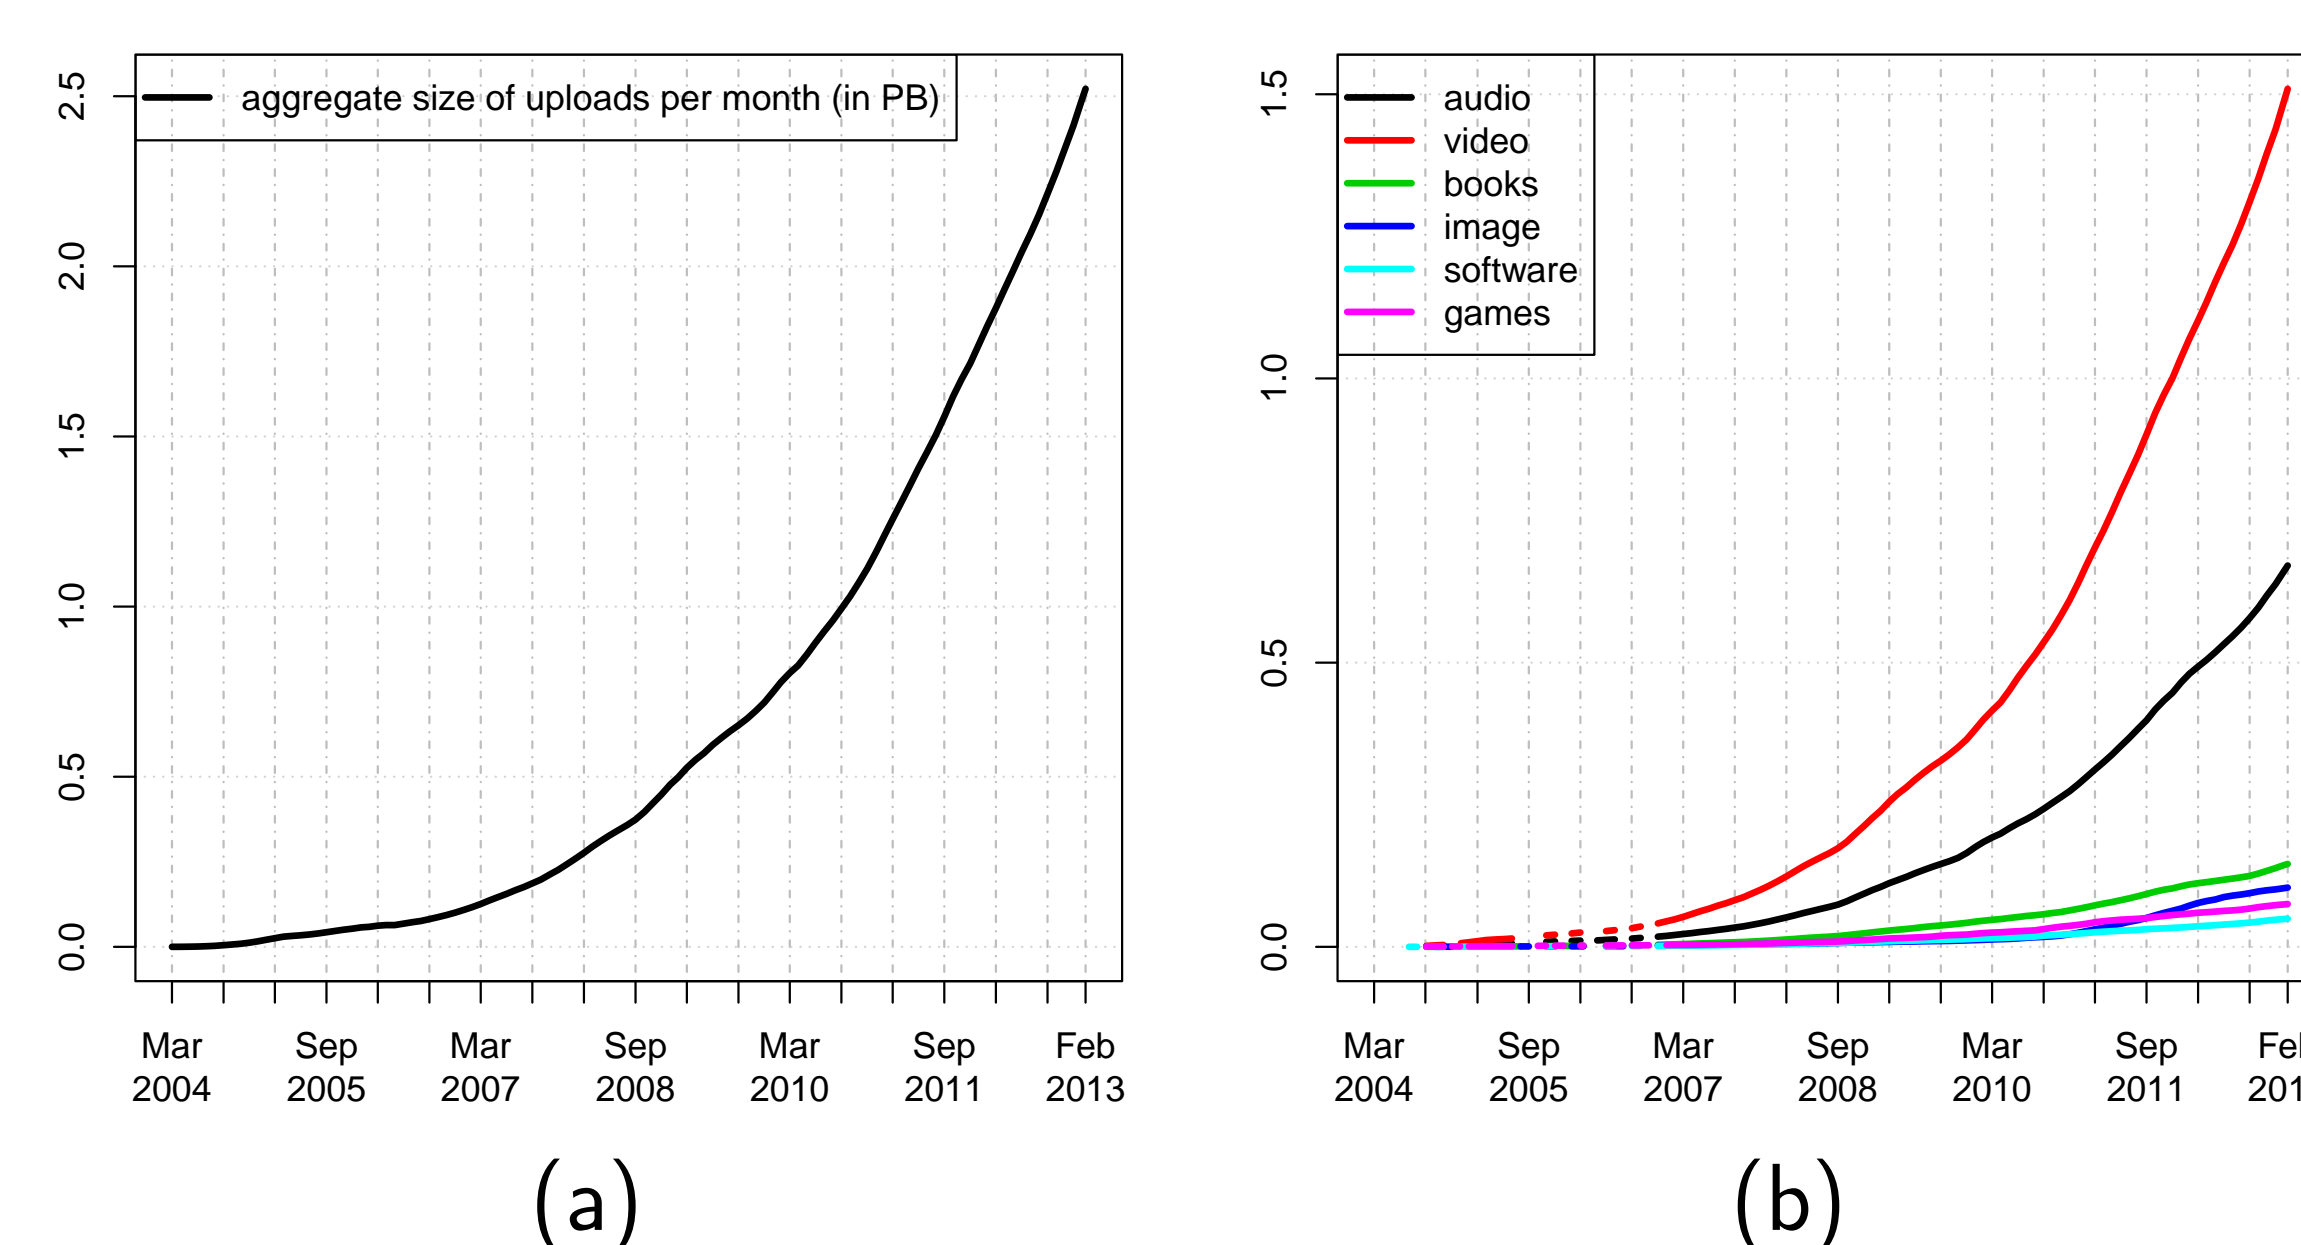 aggregate size of uploads per month (in PB)
2.5
2.0
1.5
1.0
0.5
0.0
Mar Sep Mar Sep Mar Sep Feb
2004 2005 2007 2008 2010 2011 2013
(a)
audio
video
books
image
software
games
1.5
1.0
0.5
0.0
Mar Sep Mar Sep Mar Sep
2004 2005 2007 2008 2010 2011
(b)